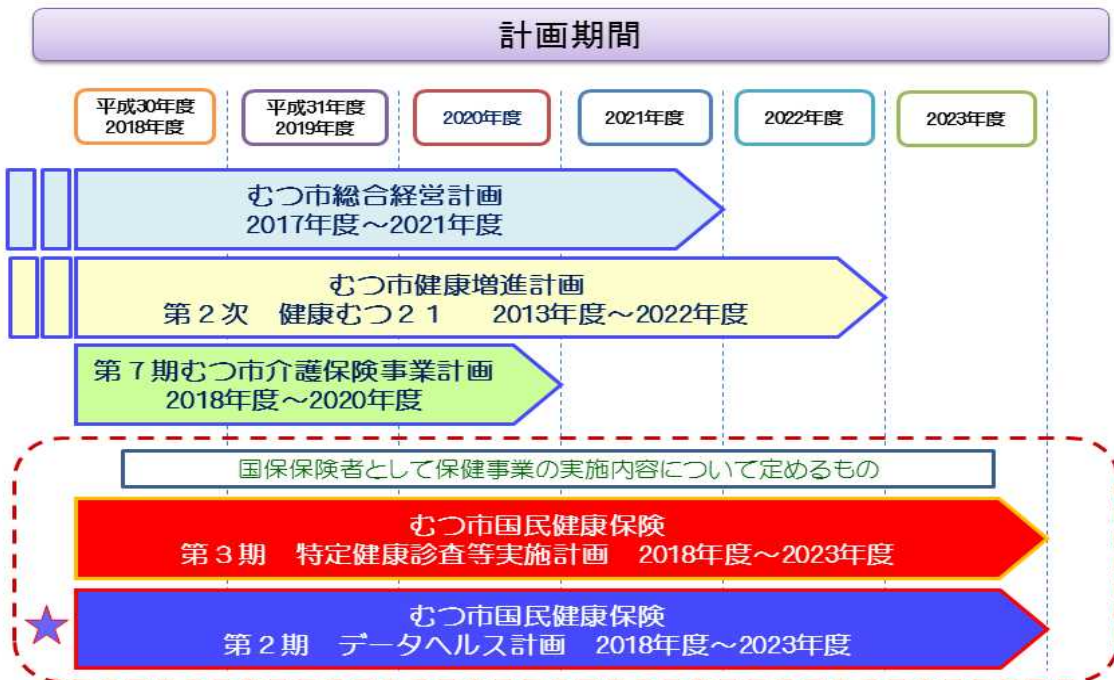 計画期間
平成30年度
2018年度
平成31年度
2019年度
2020年度
2021年度
2022年度
2023年度
むつ市総合経営計画
2017年度～2021年度
むつ市健康増進計画
第２次　健康むつ２１　2013年度～2022年度
第７期むつ市介護保険事業計画
2018年度～2020年度
国保保険者として保健事業の実施内容について定めるもの
むつ市国民健康保険
第３期　特定健康診査等実施計画　2018年度～2023年度
むつ市国民健康保険
第２期　データヘルス計画　2018年度～2023年度